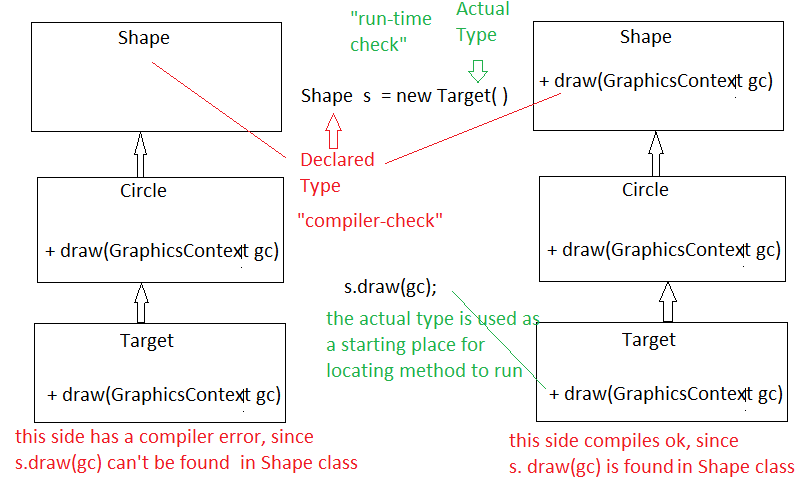 Shape
+ draw(GraphicsContext gc)
Circle
+ draw(GraphicsContext gc)
Target
+ draw(GraphicsContext gc)
this side has a compiler error, since
s.draw(gc) can't be found in Shape class
"run-time
check"
Actual
Type
Shape s = new Target( )
Declared
Type
"compiler-check"
s.draw(gc);
the actual type is used as
a starting place for
locating method to run
Shape
+ draw(GraphicsContext gc)
Circle
+ draw(GraphicsContext gc)
Target
this side compiles ok, since
s. draw(gc) is found in Shape class